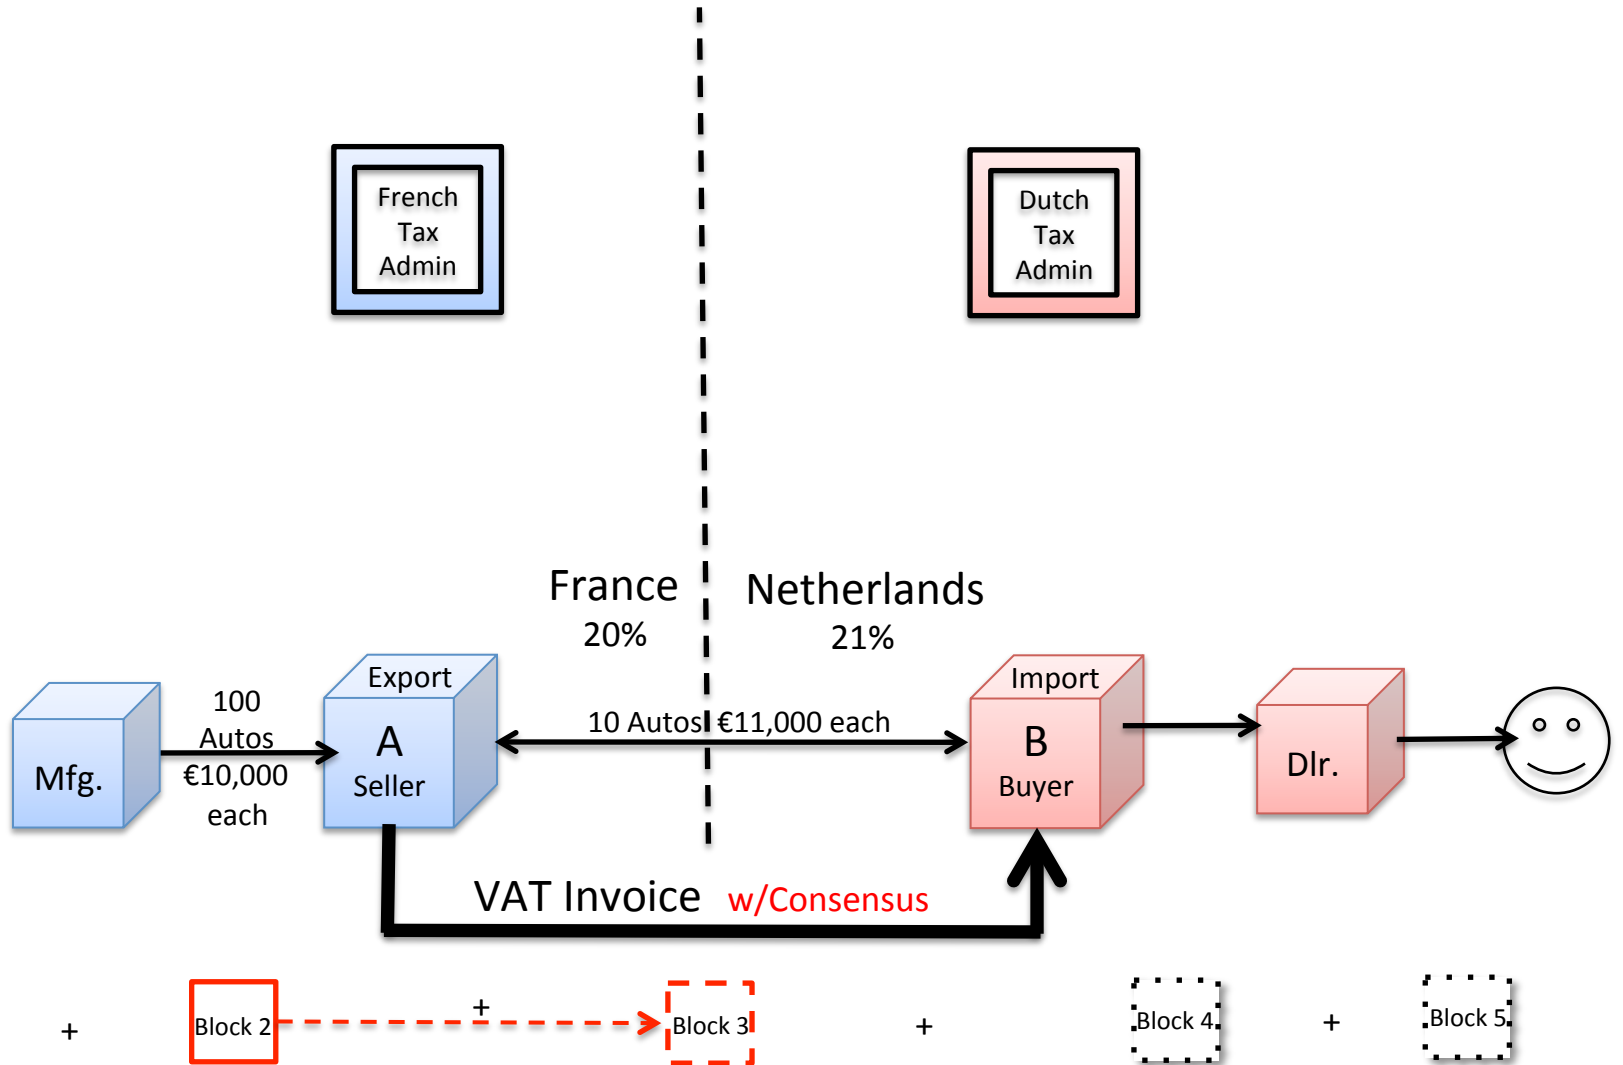 French
Tax
Admin
Dutch
Tax
Admin
France
20%
Netherlands
21%
Mfg.
100
Autos
€10,000
each
Export
A
Seller
10 Autos €11,000 each
Import
B
Buyer
Dlr.
VAT Invoice w/Consensus
+
Block 2
+
Block 3
+
Block 4
+
Block 5